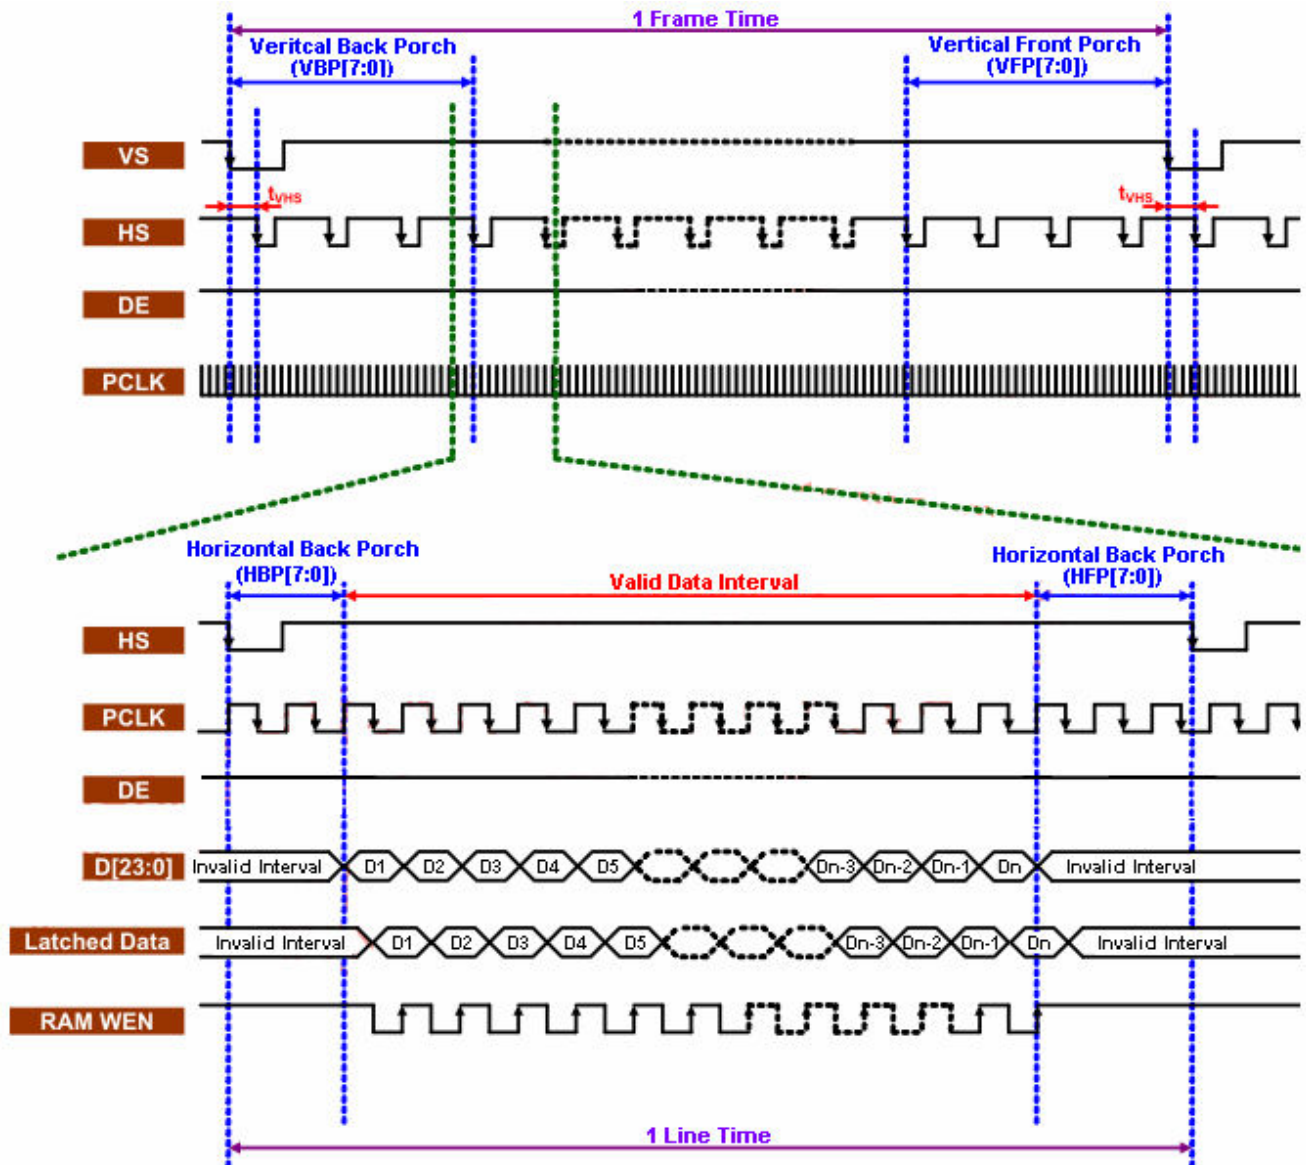 1 Frame Time
Veritcal Back Porch
(VBP[7:0])
Vertical Front Porch
(VFP[7:0])
VS
tVHS
tVHS
HS
DE
PCLK
Horizontal Back Porch
(HBP[7:0])
Valid Data Interval
Horizontal Back Porch
(HFP[7:0])
HS
PCLK
DE
D[23:0] Invalid Interval D1 D2 D3 D4 D5 Dn-3 Dn-2 Dn-1 Dn Invalid Interval
Latched Data Invalid Interval D1 D2 D3 D4 D5 Dn-3 Dn-2 Dn-1 Dn Invalid Interval
RAM WEN
1 Line Time